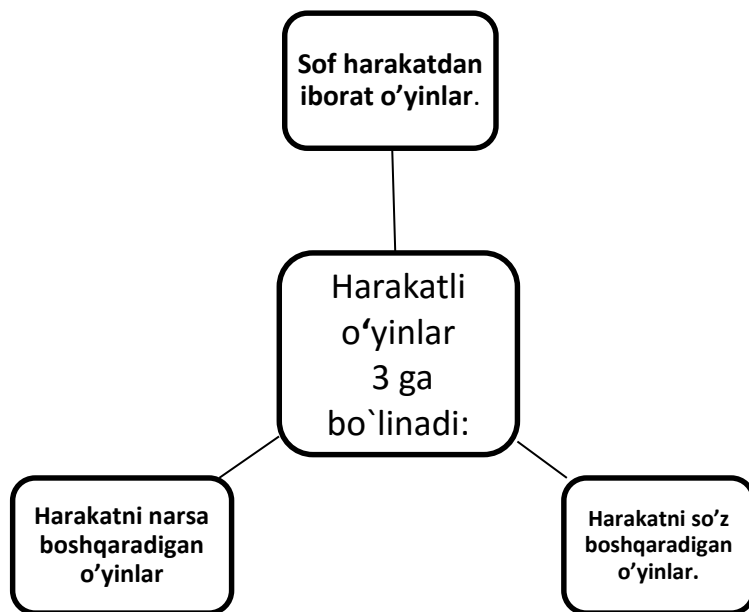 Sof harakatdan
iborat o’yinlar.
Harakatli
o‘yinlar
3 ga
bo`linadi:
Harakatni narsa
boshqaradigan
o’yinlar
Harakatni so’z
boshqaradigan
o’yinlar.